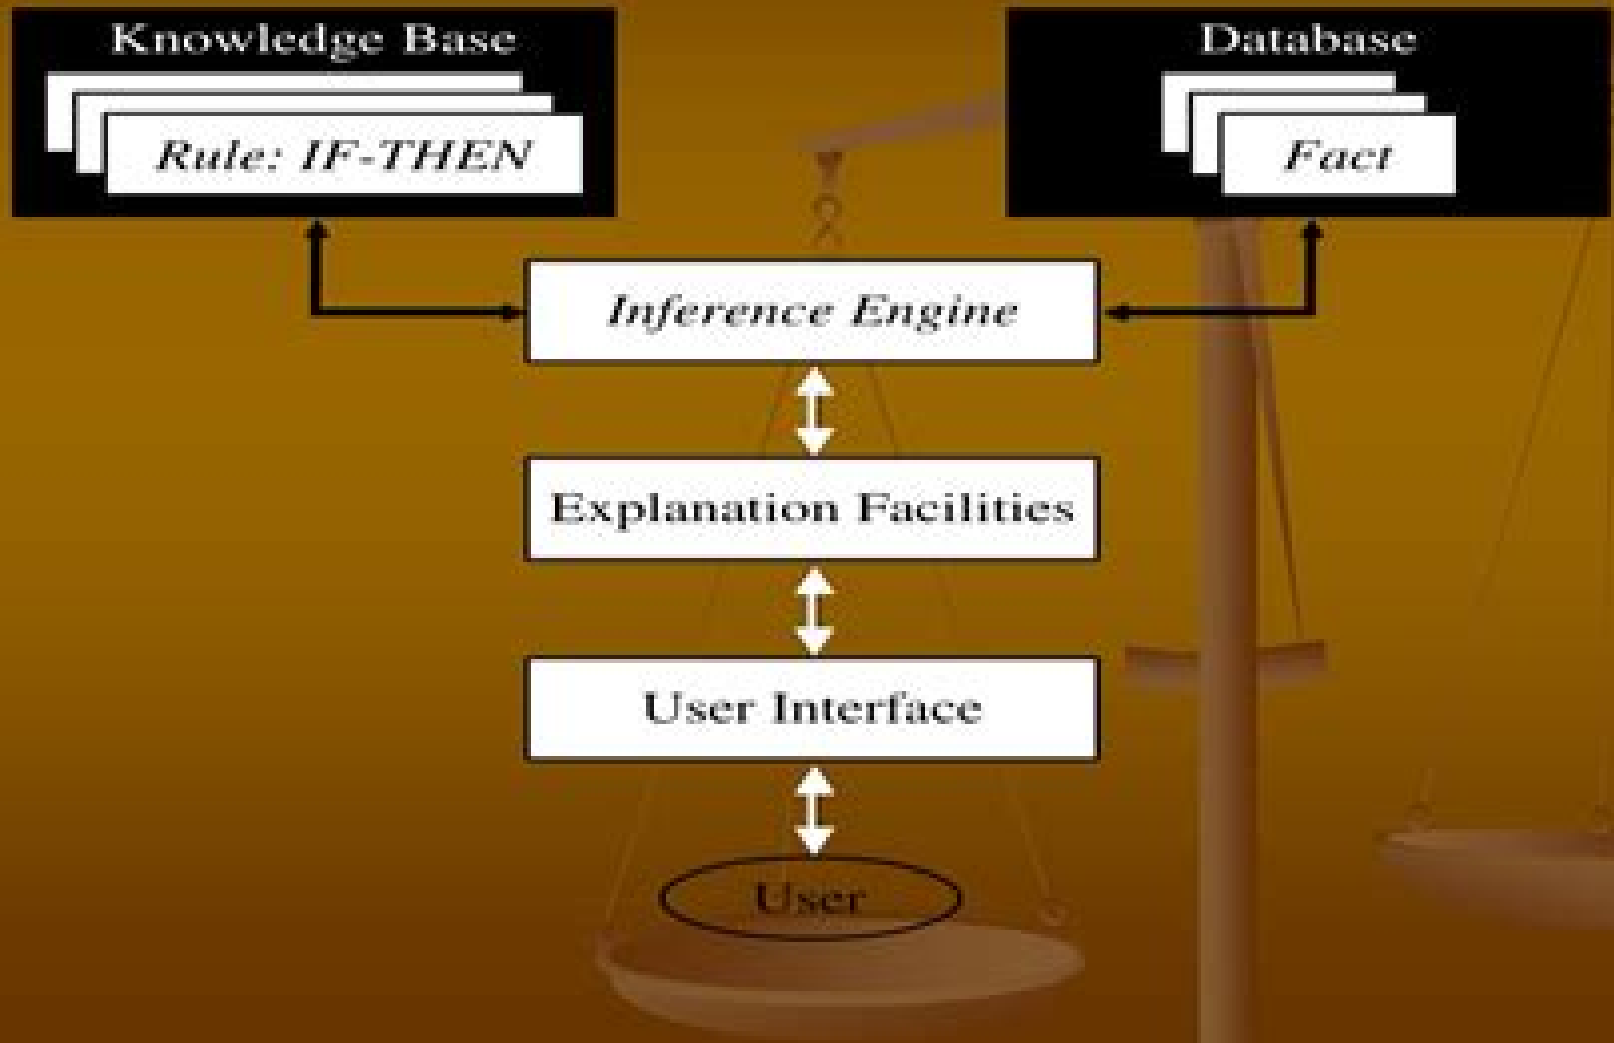 Knowledge Base
Rule: IF-THEN
Database
Fact
Inference Engine
Explanation Facilities
User Interface
User